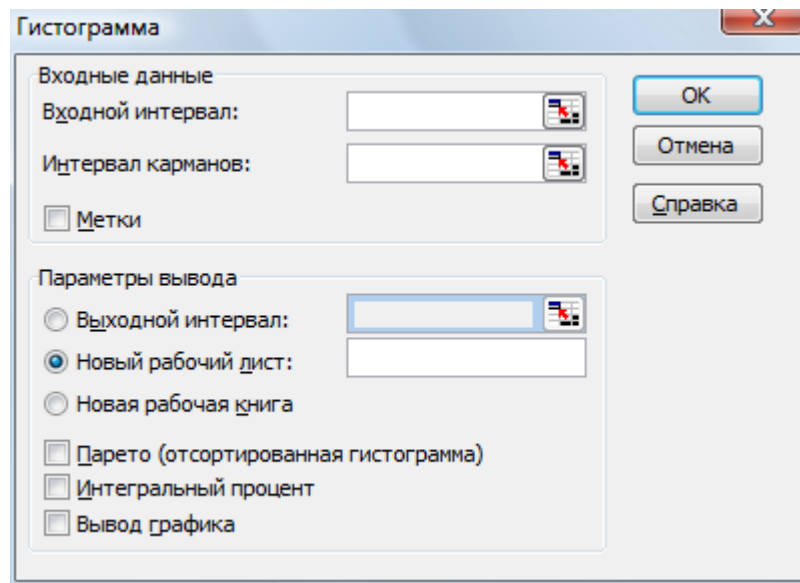 Гистограмма
Входные данные
Входной интервал:
Интервал карманов:
Метки
OK
Отмена
Справка
Параметры вывода
Выходной интервал:
Новый рабочий лист:
Новая рабочая книга
Парето (отсортированная гистограмма)
Интегральный процент
Вывод графика